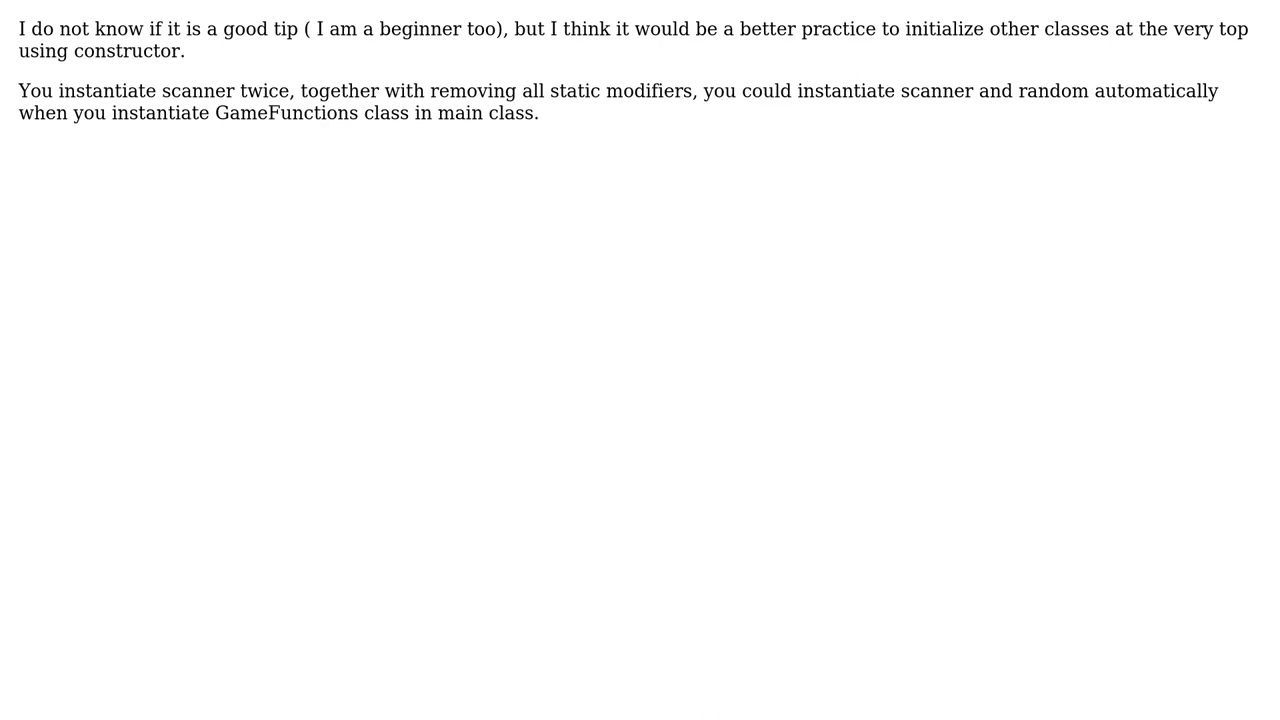 I do not know if it is a good tip ( I am a beginner too), but I think it would be a better practice to initialize other classes at the very top
using constructor.
You instantiate scanner twice, together with removing all static modifiers, you could instantiate scanner and random automatically
when you instantiate GameFunctions class in main class.